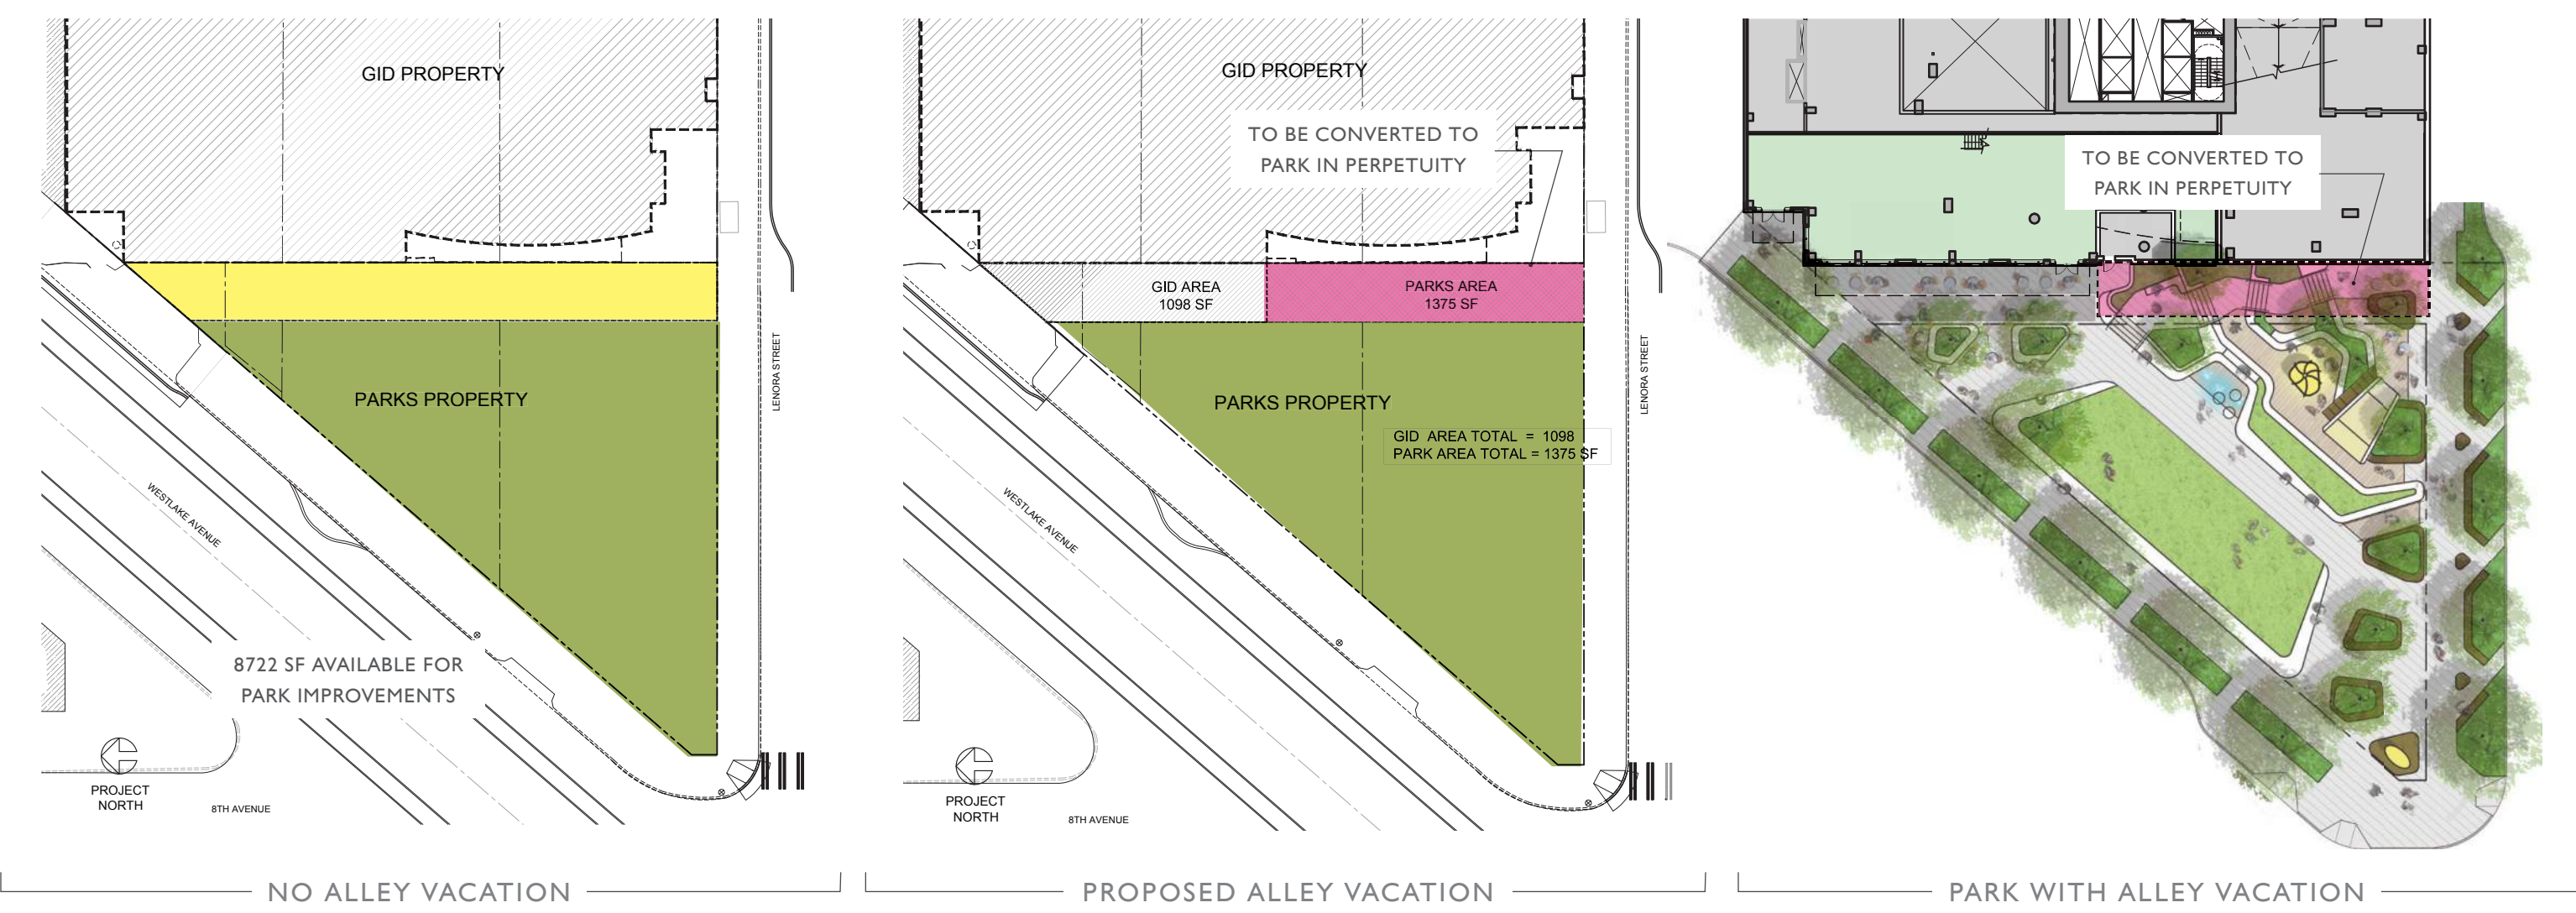 GID PROPERTY
PARKS PROPERTY
LENORA STREET
WESTLAKE AVENUE
8722 SF AVAILABLE FOR
PARK IMPROVEMENTS
PROJECT
NORTH
8TH AVENUE
NO ALLEY VACATION
GID PROPERTY
TO BE CONVERTED TO
PARK IN PERPETUITY
GID AREA
1098 SF
PARKS AREA
1375 SF
PARKS PROPERTY
LENORA STREET
GID AREA TOTAL = 1098
PARK AREA TOTAL = 1375 SF
WESTLAKE AVENUE
PROJECT
NORTH
8TH AVENUE
PROPOSED ALLEY VACATION
TO BE CONVERTED TO
PARK IN PERPETUITY
PARK WITH ALLEY VACATION